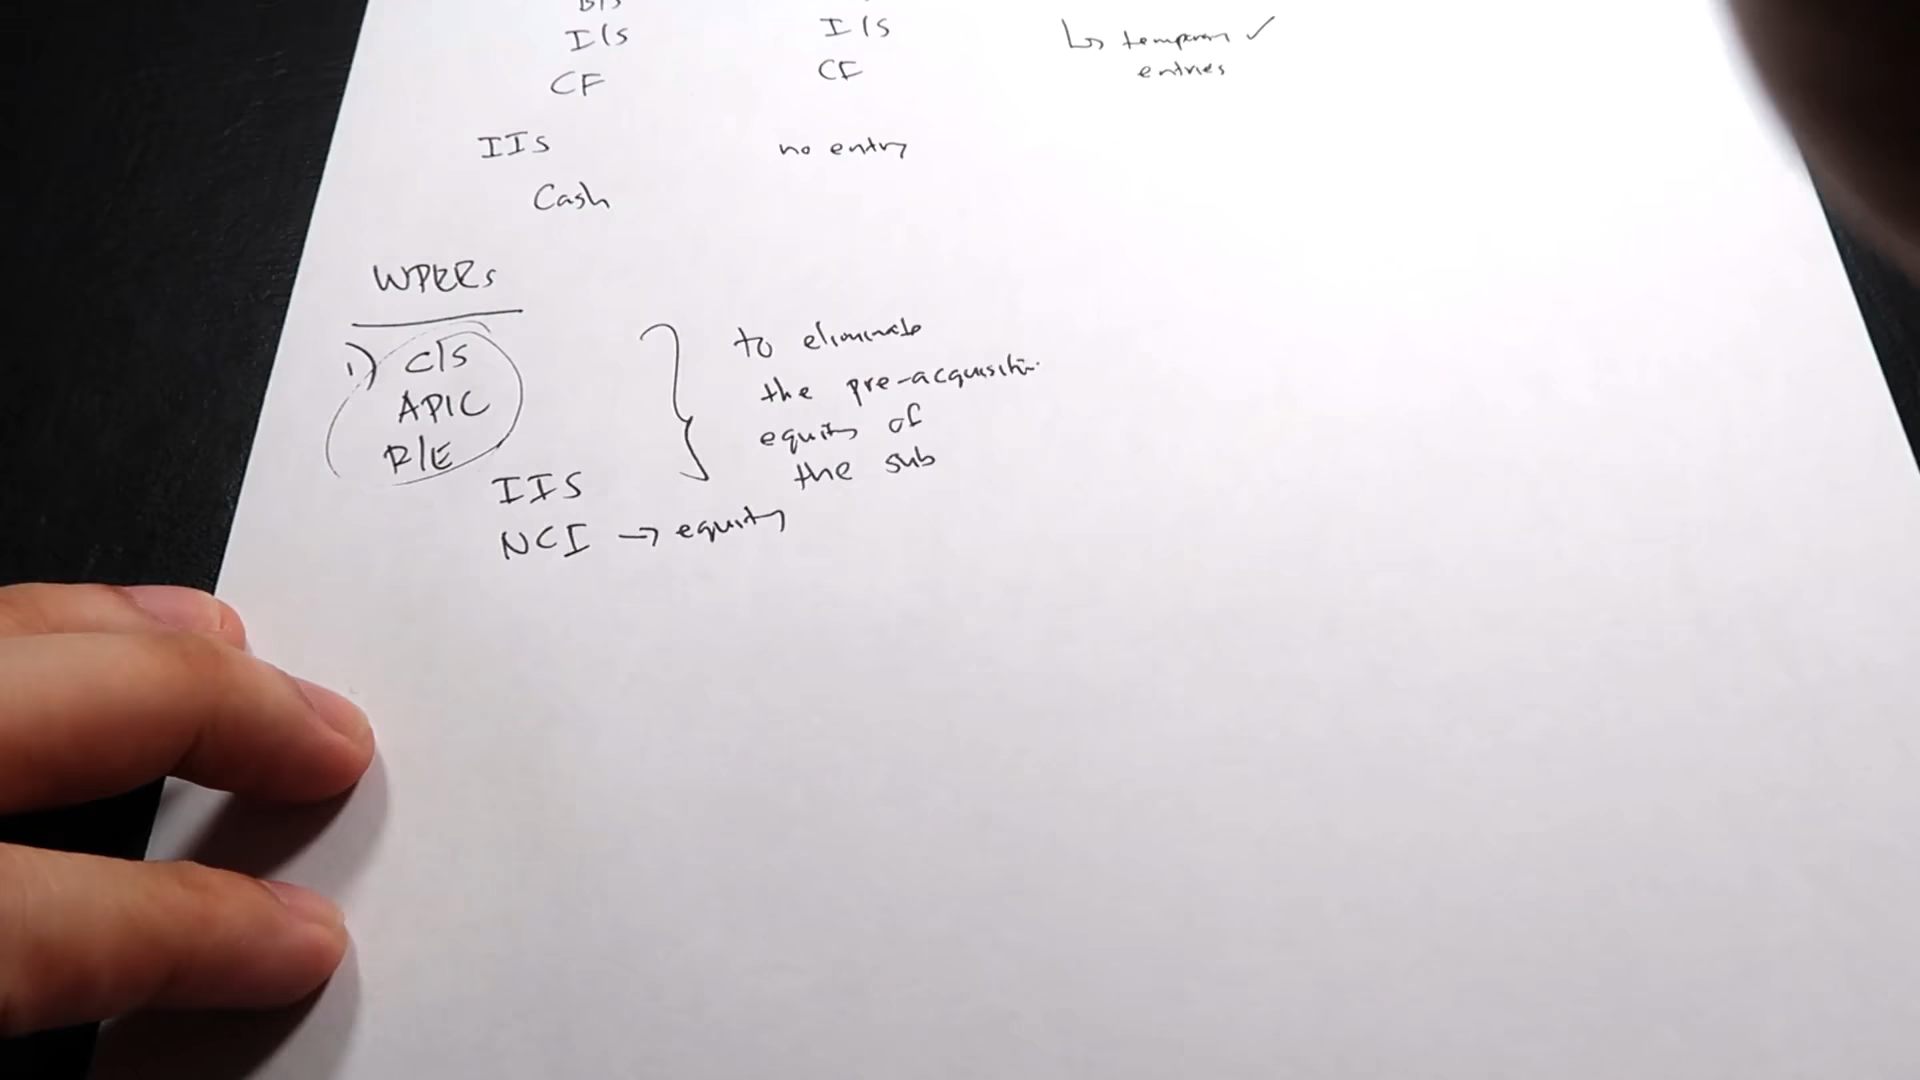 I/S I/S ↳ temporary ✓
CF CF entries
IIS no entry
Cash
WPEEs
1) C/S
APIC
R/E
IIS
NCI → equity
to eliminate
the pre-acquisition
equity of
the sub